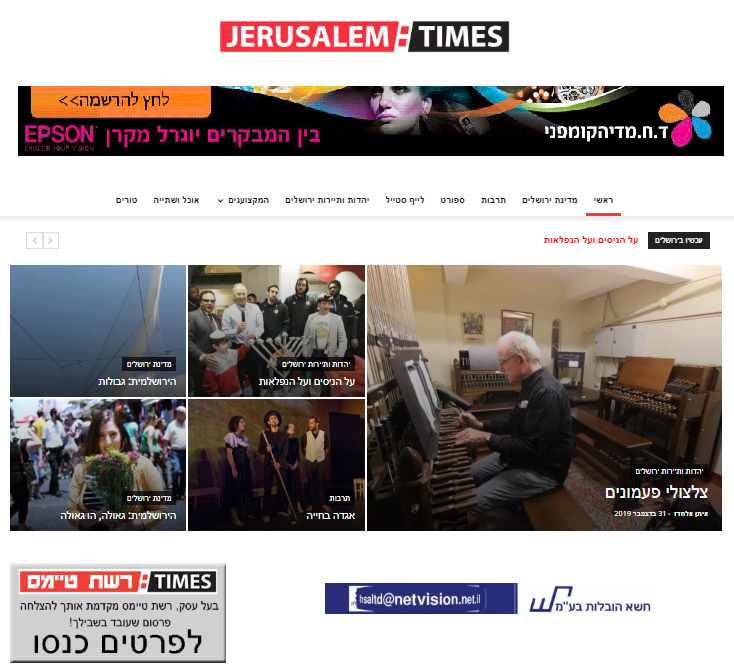 JERUSALEM:TIMES
לחץ להרשמה>>
EPSON
EXCEED YOUR VISION
בין המבקרים יוגרל מקרן
ד.ח.מדיהקומפני
ראשי
מדינת ירושלים
תרבות
ספורט
לייף סטייל
יהדות ותיירות ירושלים
המקצוענים
אוכל ושתייה
טורים
עכשיו בירושלים
על הניסים ועל הנפלאות
מדינת ירושלים
הירושלמית: גבולות
יהדות ותיירות ירושלים
על הניסים ועל הנפלאות
יהדות ותיירות ירושלים
צלצולי פעמונים
איתן אלחדז - 31 בדצמבר 2019
מדינת ירושלים
הירושלמית: גאולה, הו גאולה
תרבות
אגדה בחייה
רשת טיימס:TIMES
בעל עסק, רשת טיימס מקדמת אותך להצלחה
פרסום שעובד בשבילך!
לפרטים כנסו
hsaltd@netvision.net.il
חשא הובלות בע"מ